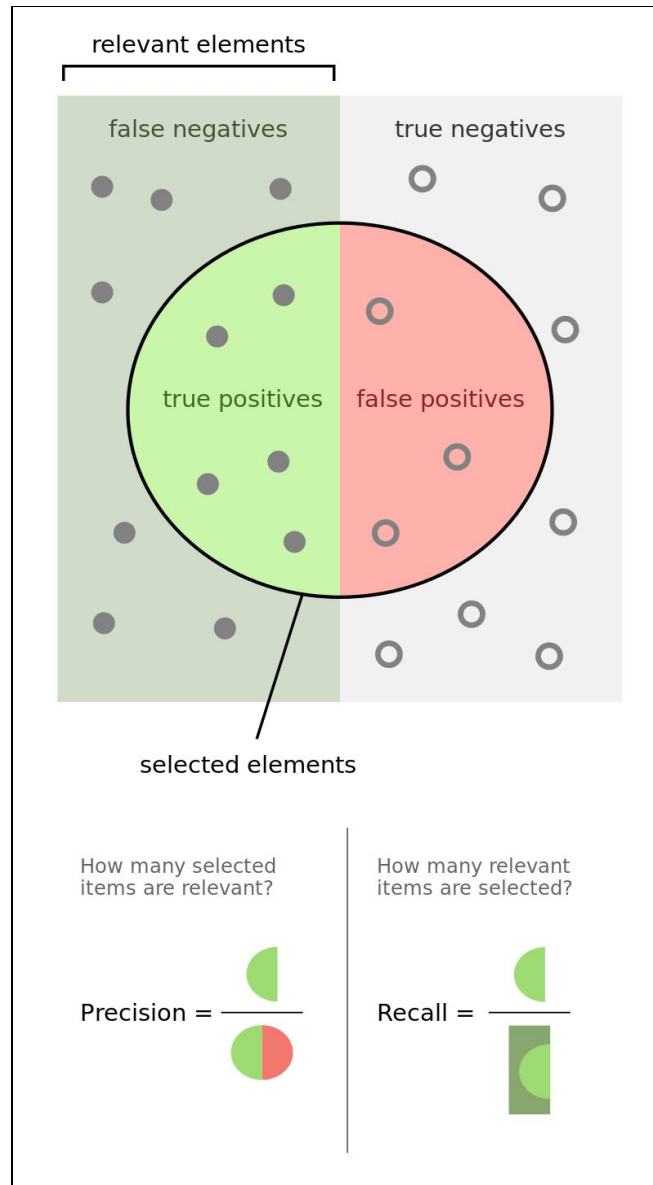 relevant elements
false negatives
true negatives
true positives
false positives
selected elements
How many selected
items are relevant?
How many relevant
items are selected?
Precision =
Recall =